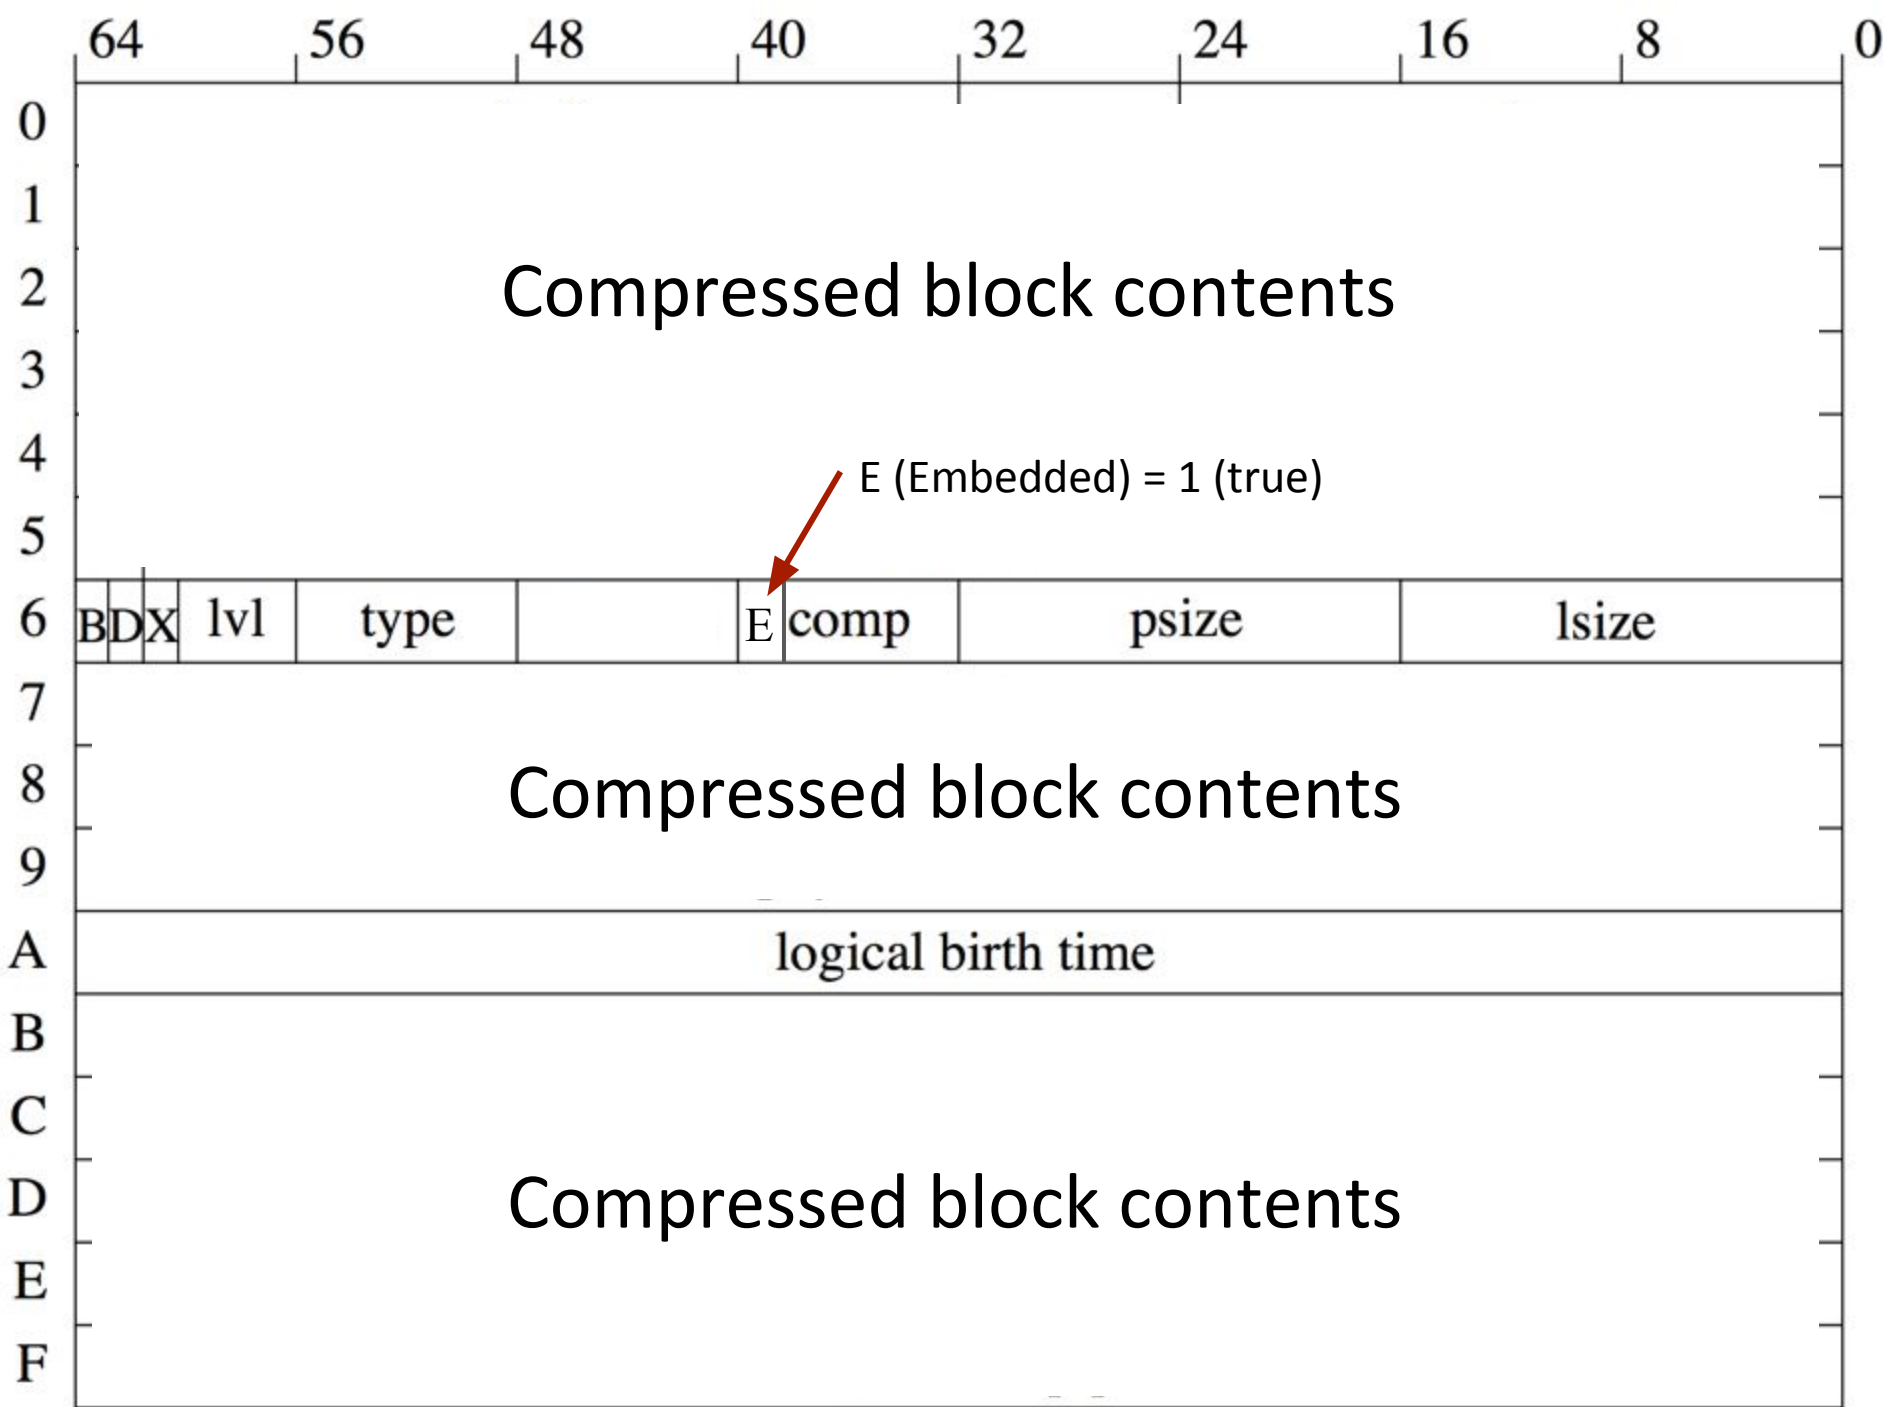 64 56 48 40 32 24 16 8 0
0
1
2 Compressed block contents
3
4 E (Embedded) = 1 (true)
5
6 B D X lvl type E comp psize lsize
7
8 Compressed block contents
9
A logical birth time
B
C
D Compressed block contents
E
F